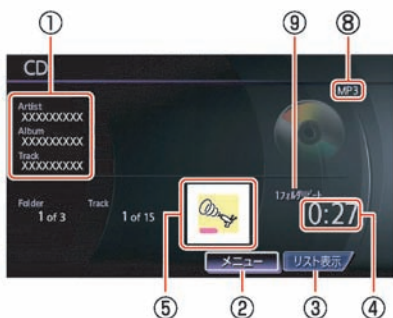 ① ⑨ ⑧
CD
MP3
Artist
XXXXXXXXX
Album
XXXXXXXXX
Track
XXXXXXXXX
1フォルダリピート
Folder Track
1 of 3 1 of 15
0:27
メニュー リスト表示
⑤ ② ③ ④